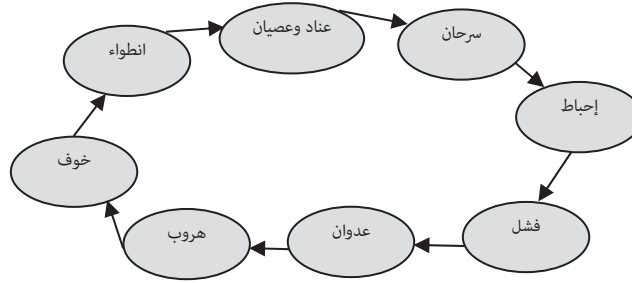 عناد وعصيان
سرحان
إحباط
فشل
عدوان
هروب
خوف
انطواء